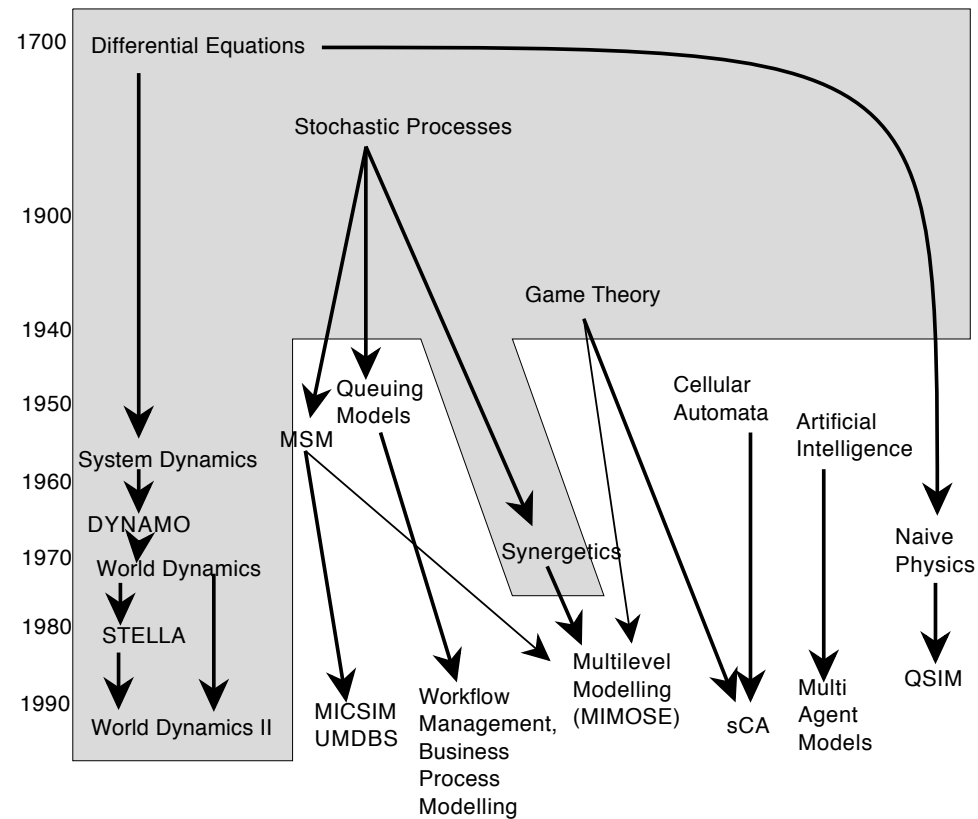 1700
Differential Equations
Stochastic Processes
1900
Game Theory
1940
1950
Queuing
Models
Cellular
Automata
Artificial
Intelligence
MSM
System Dynamics
1960
DYNAMO
Naive
Physics
1970
World Dynamics
Synergetics
1980
STELLA
Multilevel
Modelling
(MIMOSE)
QSIM
1990
World Dynamics II
MICSIM
UMDBS
Workflow
Management,
Business
Process
Modelling
sCA
Multi
Agent
Models